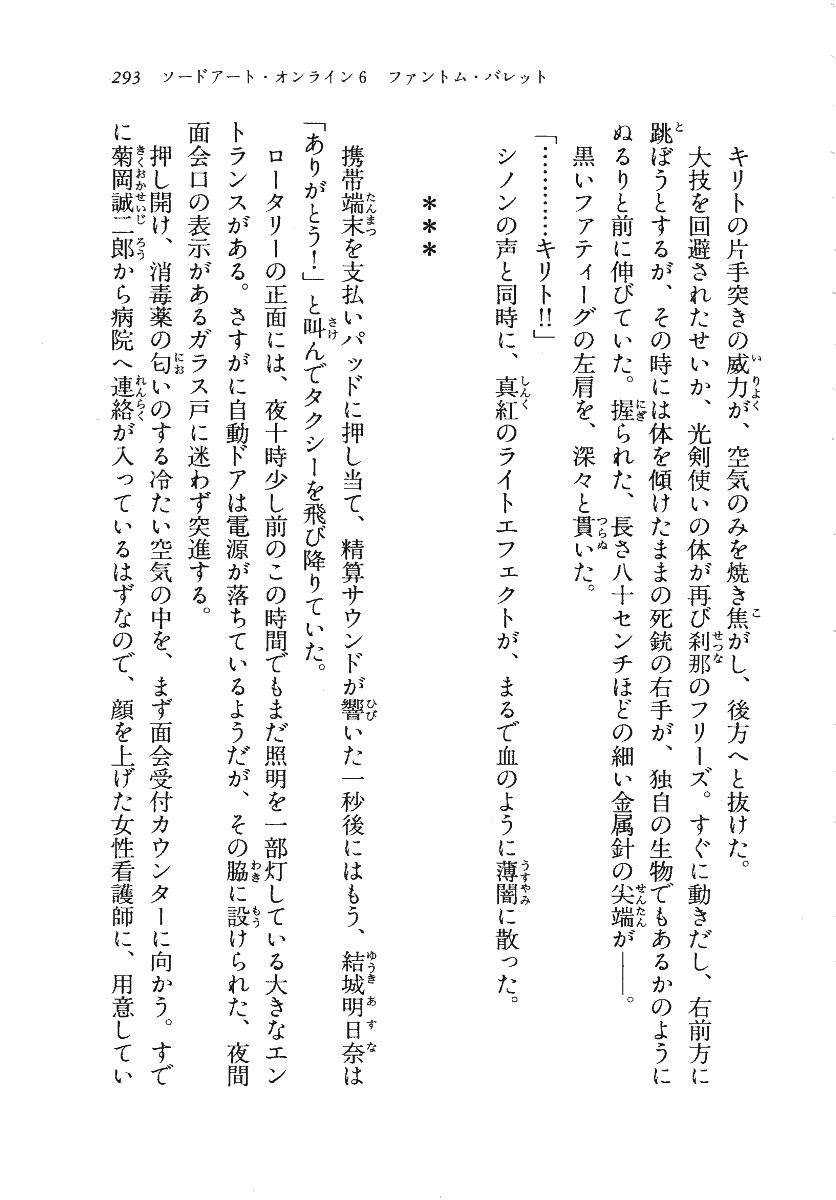 293　ソードアート・オンライン6　ファントム・バレット
キリトの片手突きの威力が、空気のみを焼き焦がし、後方へと抜けた。
大技を回避されたせいか、光剣使いの体が再び刹那のフリーズ。すぐに動きだし、右前方に
跳ぼうとするが、その時には体を傾けたままの死銃の右手が、独自の生物でもあるかのように
ぬるりと前に伸びていた。握られた、長さ八十センチほどの細い金属針の尖端が――。
黒いファティーグの左肩を、深々と貫いた。
「…………キリト!!」
シノンの声と同時に、真紅のライトエフェクトが、まるで血のように薄闇に散った。
＊＊＊
携帯端末を支払いパッドに押し当て、精算サウンドが響いた一秒後にはもう、結城明日奈は
「ありがとう！」と叫んでタクシーを飛び降りていた。
ロータリーの正面には、夜十時少し前のこの時間でもまだ照明を一部灯している大きなエン
トランスがある。さすがに自動ドアは電源が落ちているようだが、その脇に設けられた、夜間
面会口の表示があるガラス戸に迷わず突進する。
押し開け、消毒薬の匂いのする冷たい空気の中を、まず面会受付カウンターに向かう。すで
に菊岡誠二郎から病院へ連絡が入っているはずなので、顔を上げた女性看護師に、用意してい